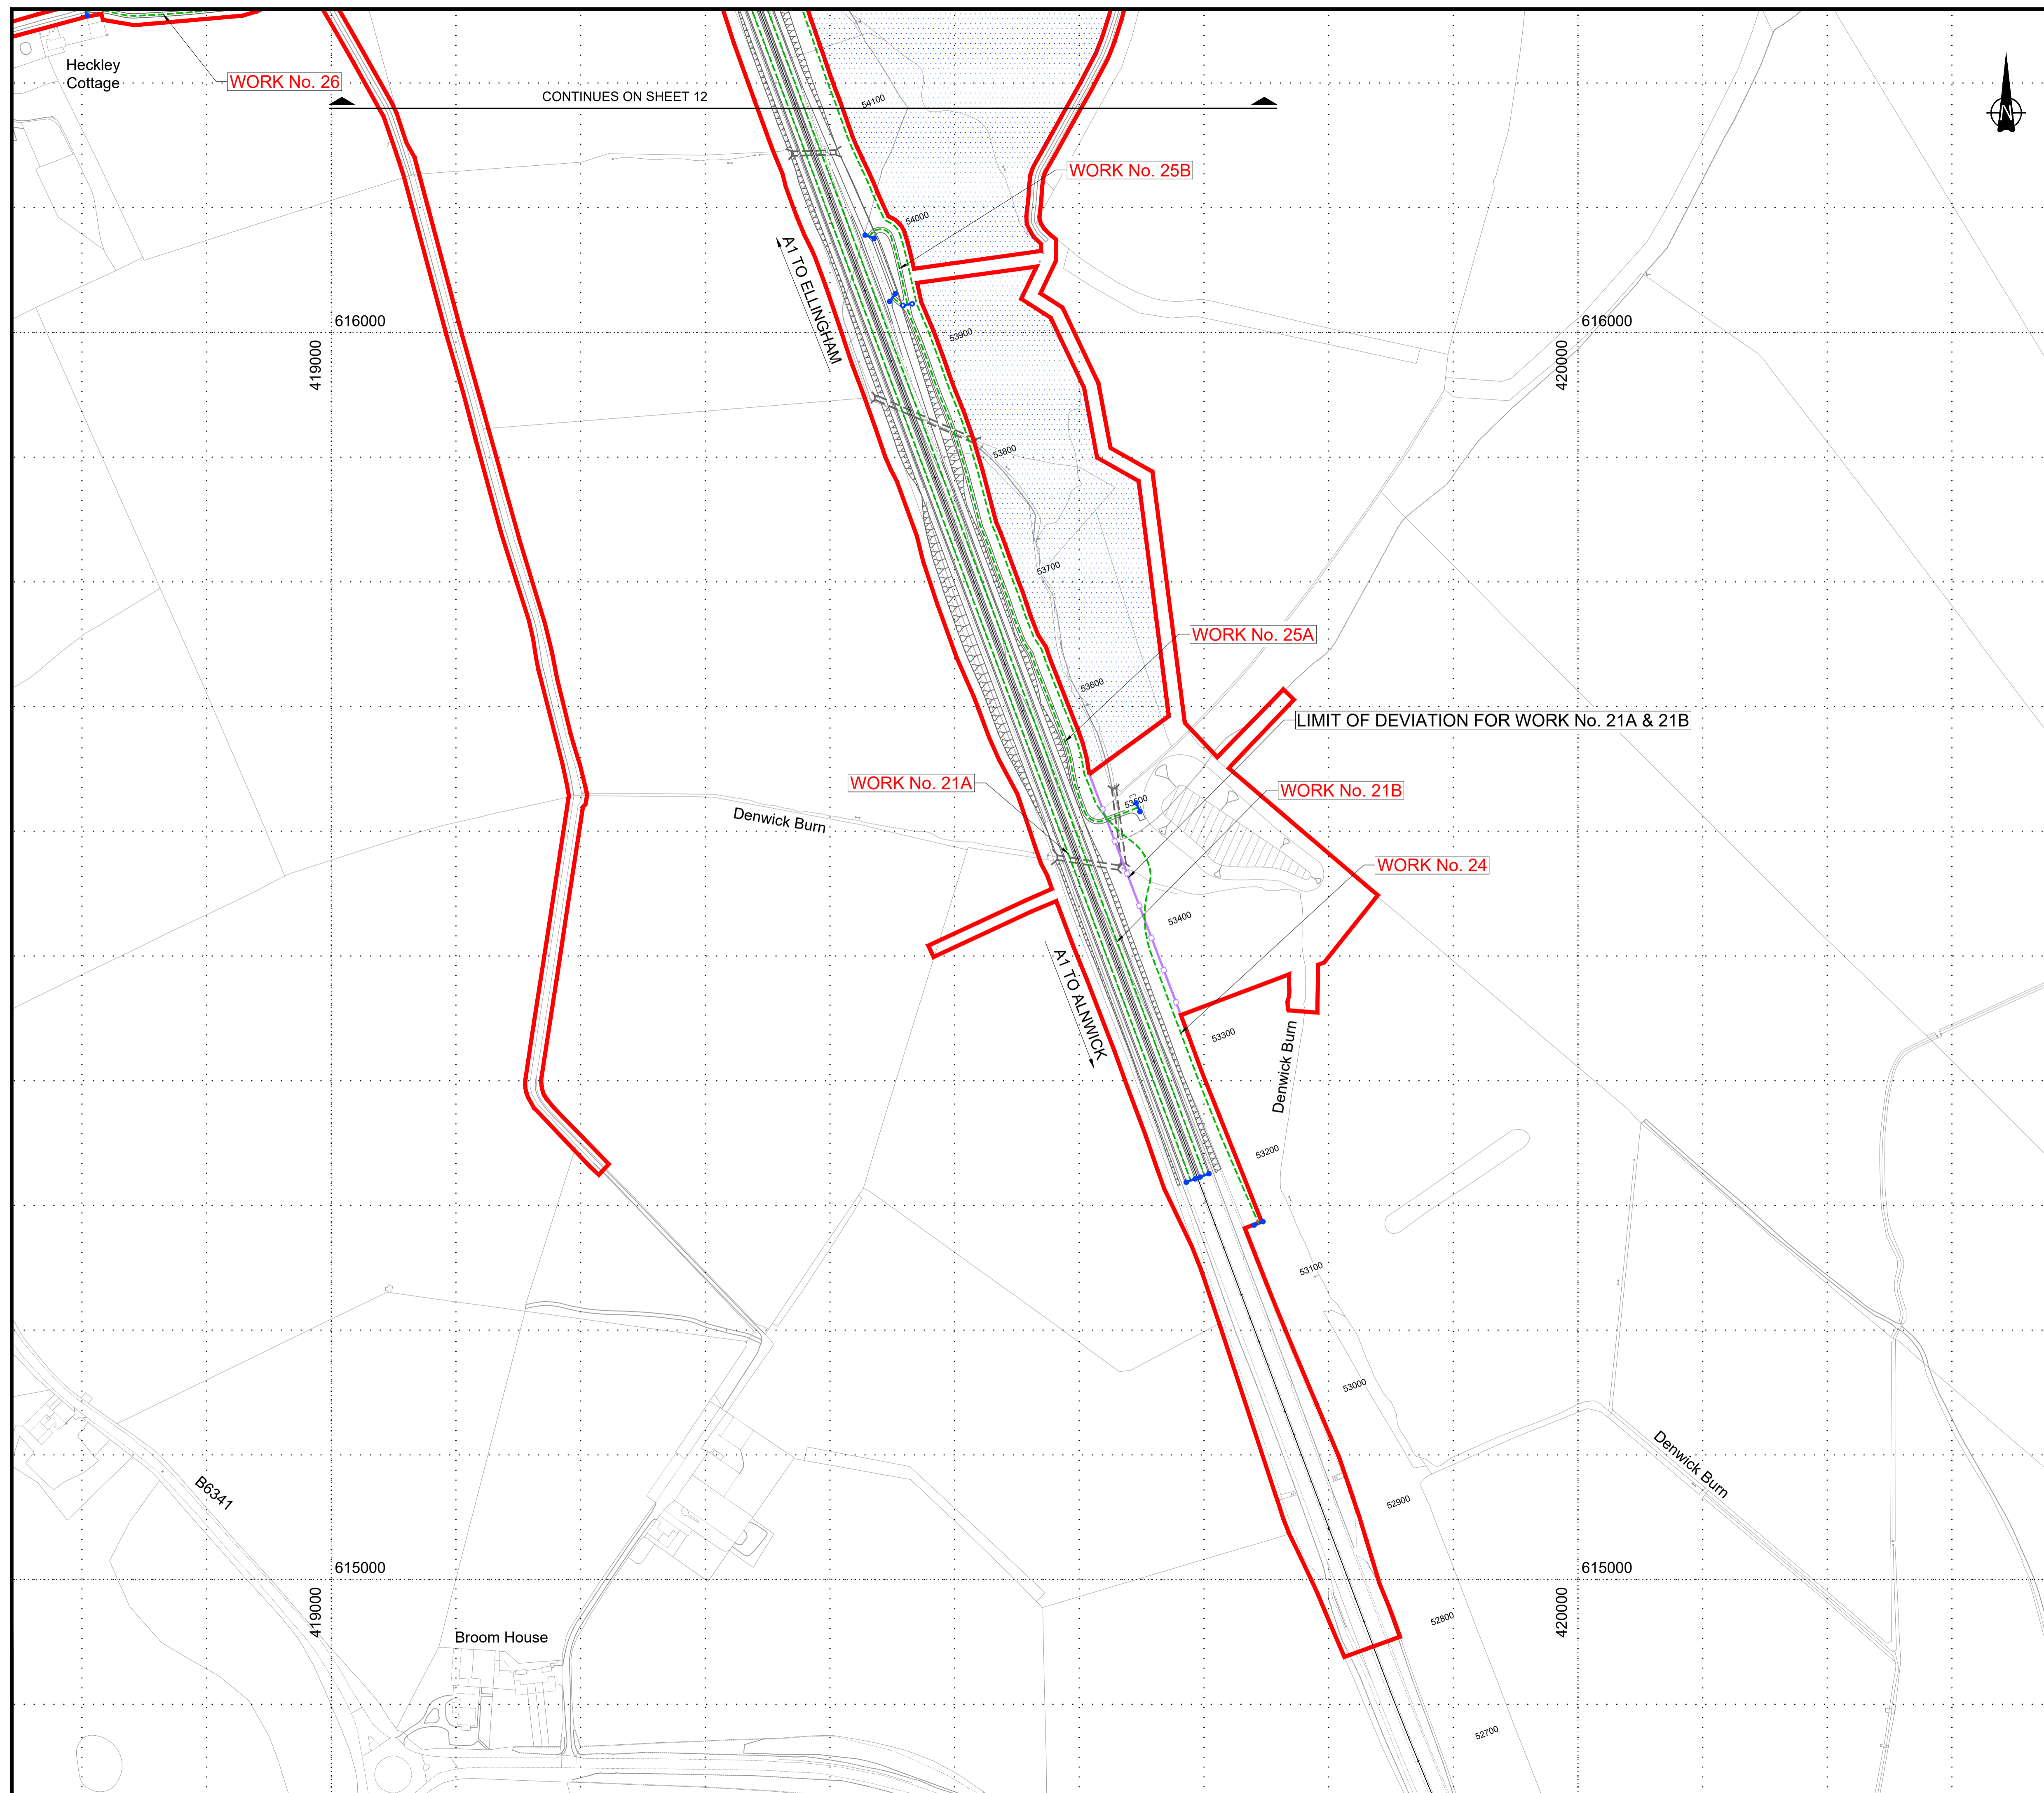 Heckley
Cottage
WORK No. 26
CONTINUES ON SHEET 12
N
54100
WORK No. 25B
54000
A1 TO ELLINGHAM
616000
616000
53900
419000
420000
53800
53700
WORK No. 25A
53600
LIMIT OF DEVIATION FOR WORK No. 21A & 21B
WORK No. 21A
WORK No. 21B
53500
Denwick Burn
WORK No. 24
53400
A1 TO ALNWICK
53300
Denwick Burn
53200
53100
53000
Denwick Burn
B6341
52900
615000
615000
419000
420000
52800
Broom House
52700